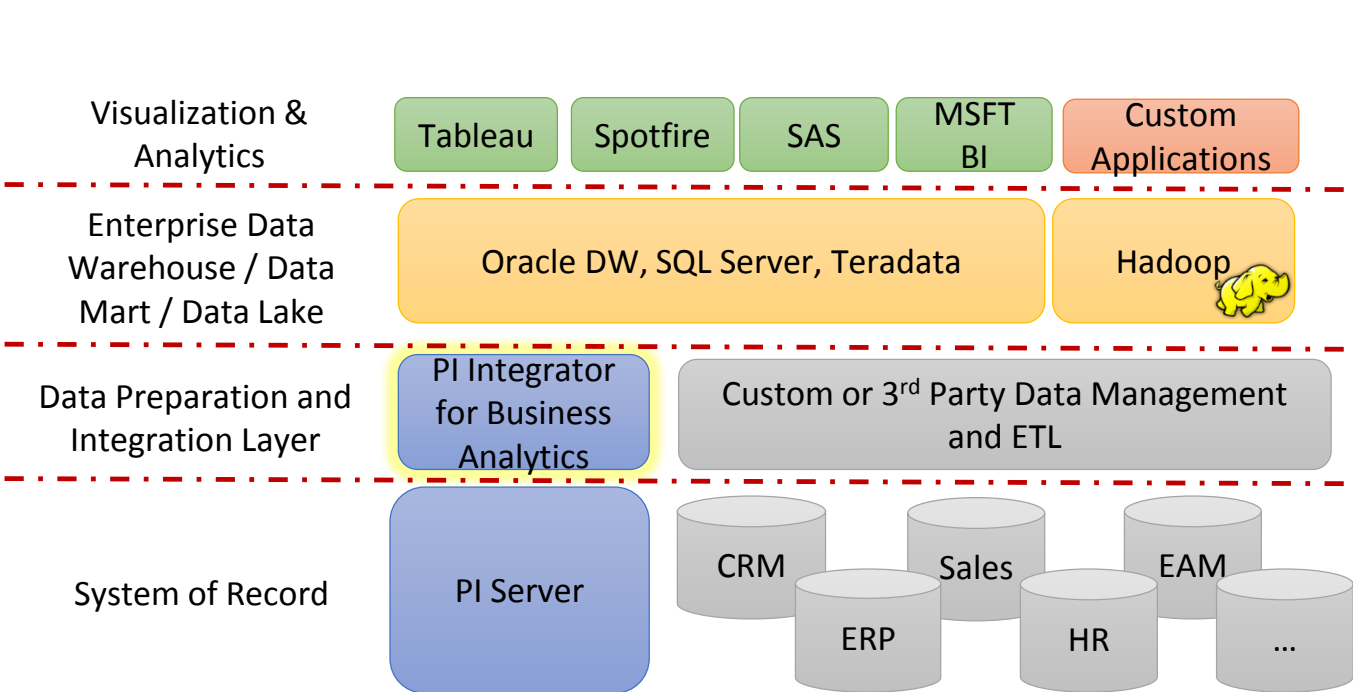 Visualization &
Analytics
Tableau
Spotfire
SAS
MSFT
BI
Custom
Applications
Enterprise Data
Warehouse / Data
Mart / Data Lake
Oracle DW, SQL Server, Teradata
Hadoop
Data Preparation and
Integration Layer
PI Integrator
for Business
Analytics
Custom or 3rd Party Data Management
and ETL
System of Record
PI Server
CRM
Sales
EAM
ERP
HR
...